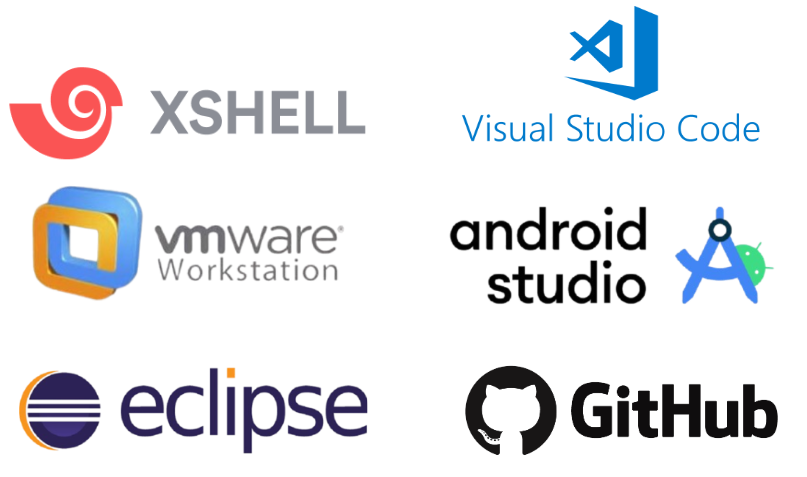 XSHELL
Visual Studio Code
vmware®
Workstation
android
studio
eclipse
GitHub